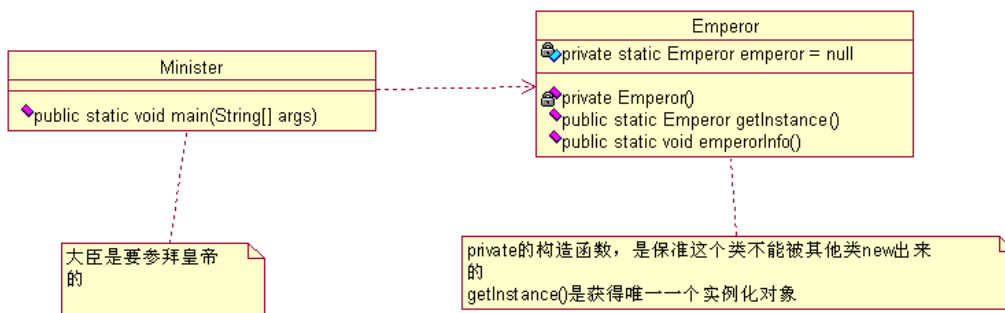 Minister
public static void main(String[] args)
Emperor
private static Emperor emperor = null
private Emperor()
public static Emperor getInstance()
public static void emperorInfo()
大臣是要参拜皇帝
的
private的构造函数，是保准这个类不能被其他类new出来
的
getInstance()是获得唯一一个实例化对象